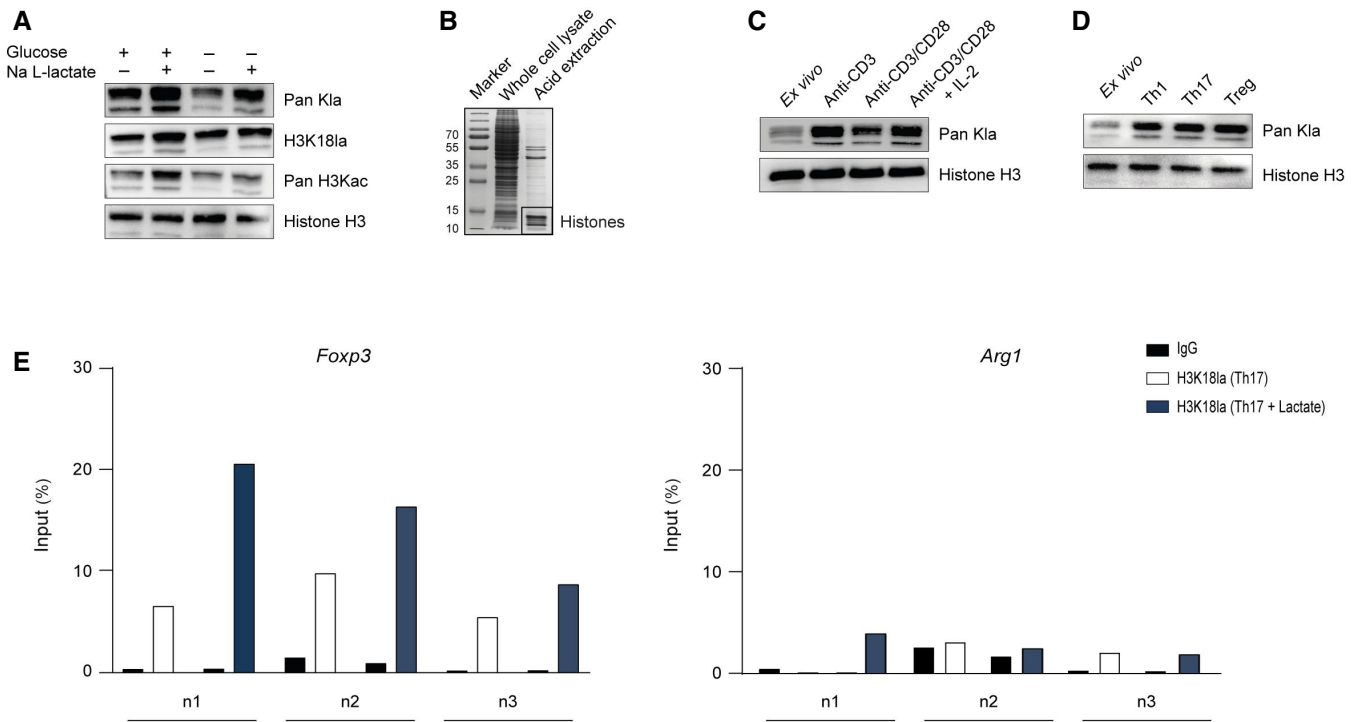 A
Glucose + + – –
Na L-lactate – + – +
Pan Kla
H3K18la
Pan H3Kac
Histone H3
B
Marker
Whole cell lysate
Acid extraction
70
55
35
25
15
10
Histones
C
Ex vivo
Anti-CD3
Anti-CD3/CD28
Anti-CD3/CD28
+ IL-2
Pan Kla
Histone H3
D
Ex vivo
Th1
Th17
Treg
Pan Kla
Histone H3
E
Foxp3
Input (%)
30
20
10
0
n1 n2 n3
Arg1
Input (%)
30
20
10
0
n1 n2 n3
IgG
H3K18la (Th17)
H3K18la (Th17 + Lactate)